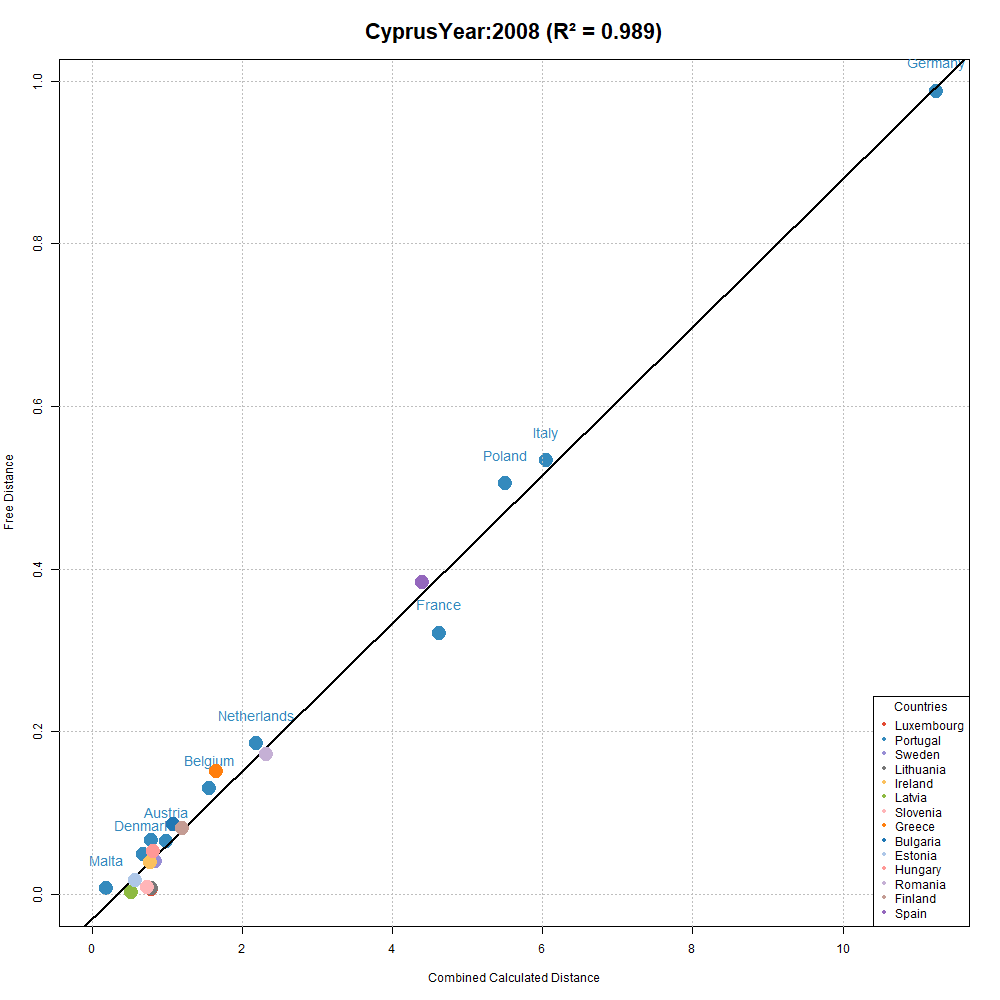 CyprusYear:2008 (R² = 0.989)
Germany
Italy
Poland
France
Netherlands
Belgium
Austria
Denmark
Malta
1.0
0.8
0.6
0.4
0.2
0.0
Free Distance
0 2 4 6 8 10
Combined Calculated Distance
Countries
Luxembourg
Portugal
Sweden
Lithuania
Ireland
Latvia
Slovenia
Greece
Bulgaria
Estonia
Hungary
Romania
Finland
Spain